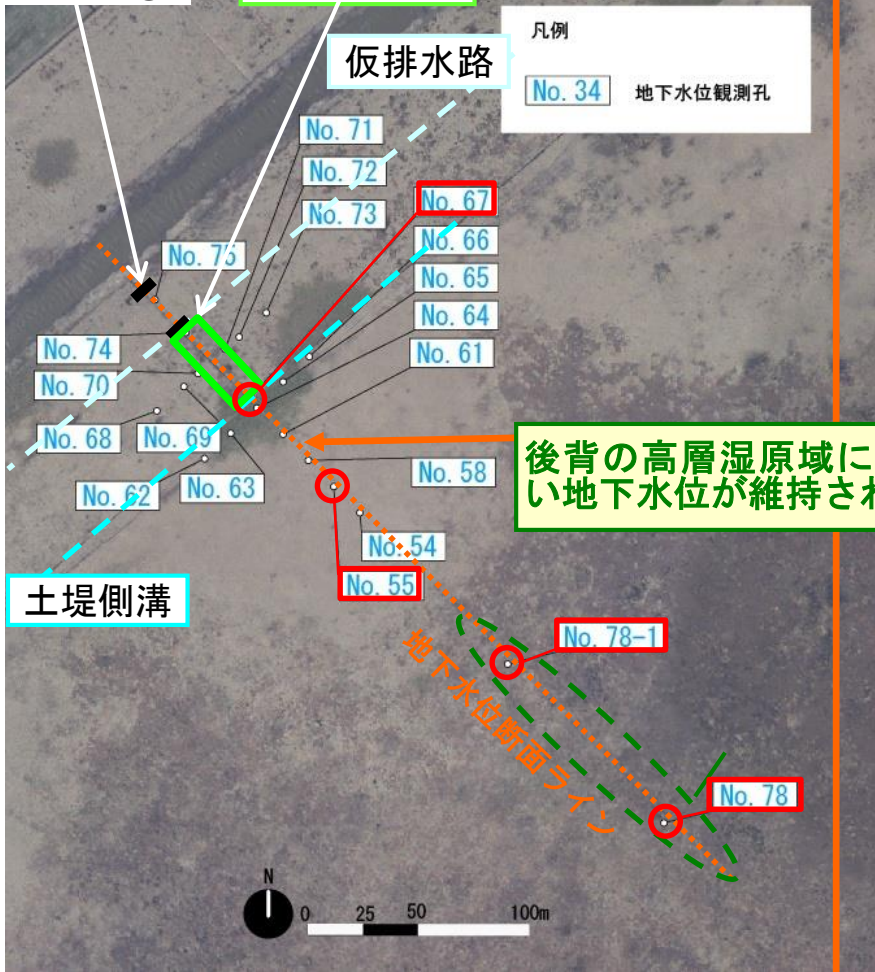 凡例
No. 34 地下水位観測孔
仮排水路
No. 71
No. 72
No. 73
No. 67
No. 66
No. 65
No. 64
No. 61
No. 75
No. 74
No. 70
No. 68
No. 69
No. 62
No. 63
No. 58
後背の高層湿原域に
い地下水位が維持され
No. 54
No. 55
土堤側溝
No. 78-1
地下水位断面ライン
No. 78
N
0 25 50 100m